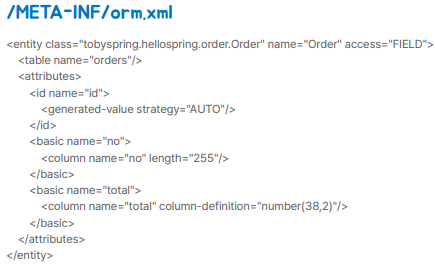 /META-INF/orm.xml
<entity class="tobyspring.hellospring.order.Order" name="Order" access="FIELD">
<table name="orders"/>
<attributes>
<id name="id">
<generated-value strategy="AUTO"/>
</id>
<basic name="no">
<column name="no" length="255"/>
</basic>
<basic name="total">
<column name="total" column-definition="number(38,2)"/>
</basic>
</attributes>
</entity>